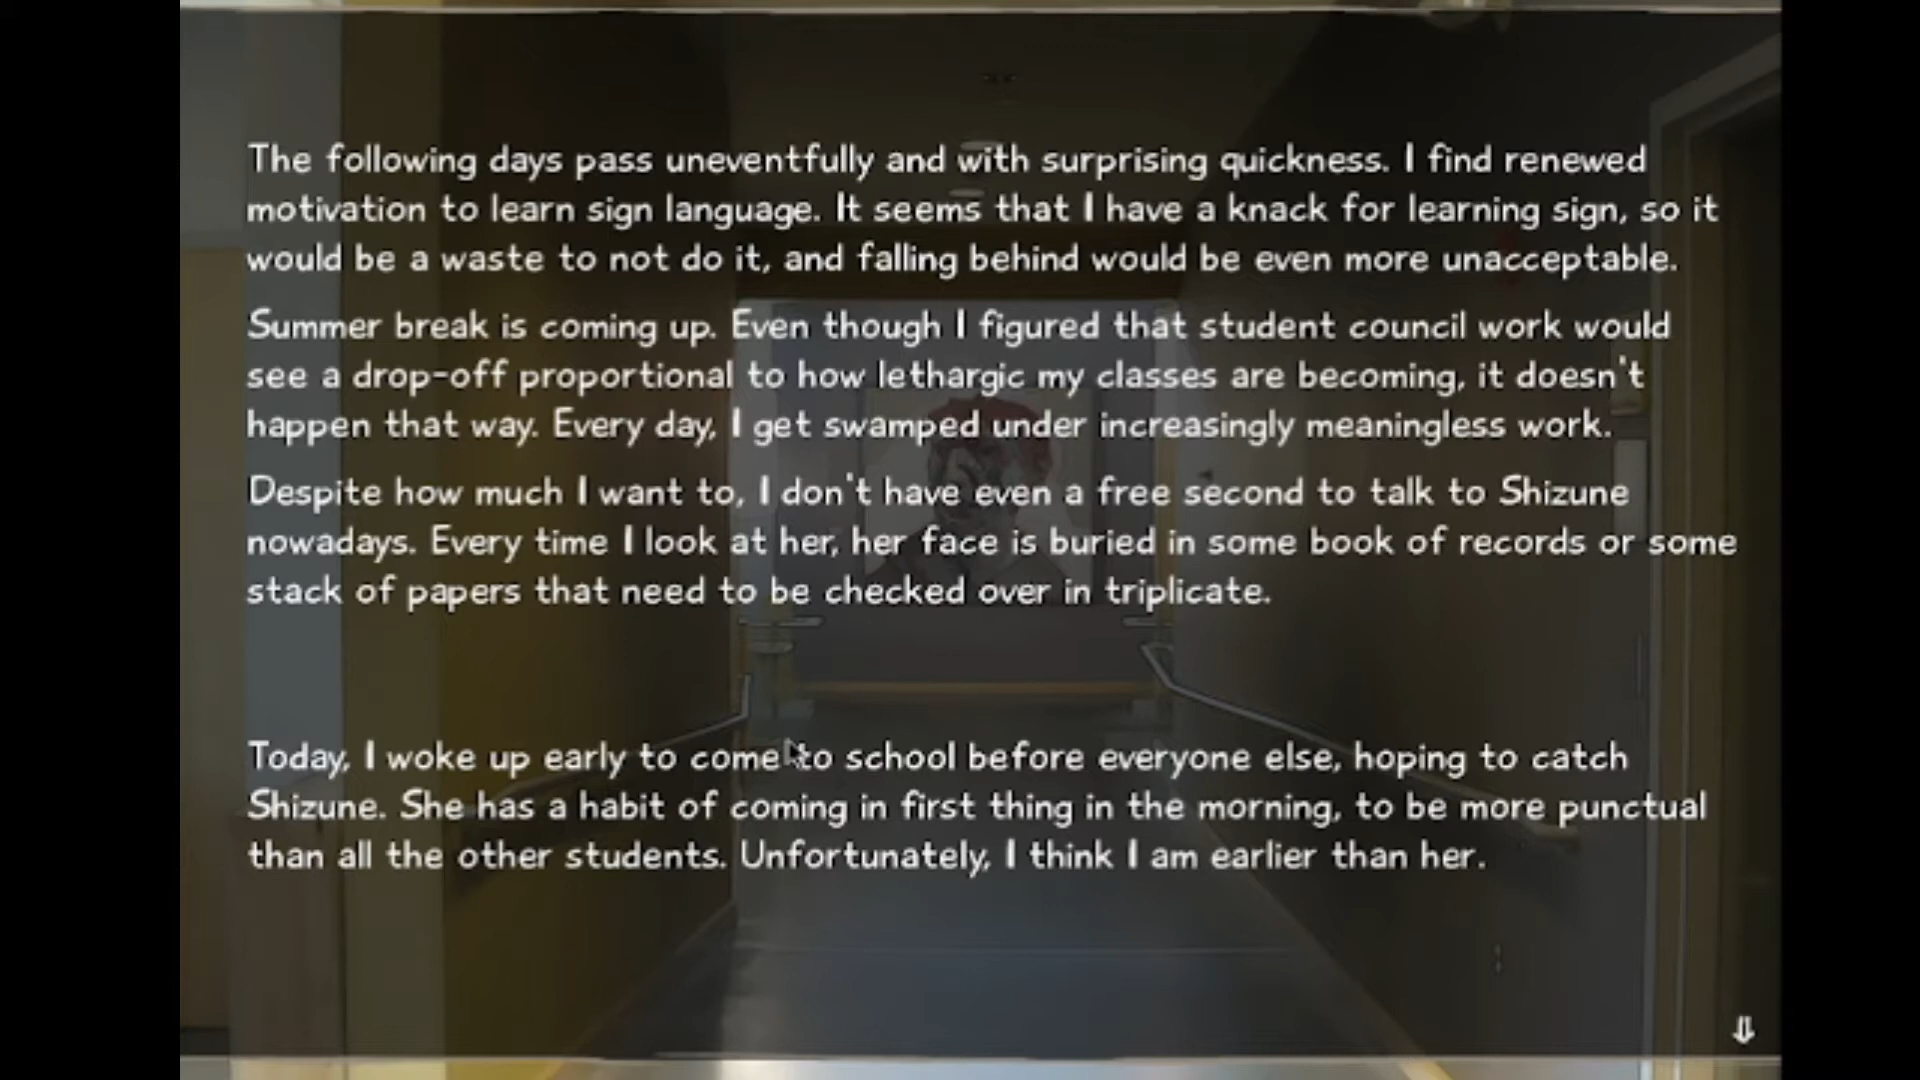 The following days pass uneventfully and with surprising quickness. I find renewed
motivation to learn sign language. It seems that I have a knack for learning sign, so it
would be a waste to not do it, and falling behind would be even more unacceptable.
Summer break is coming up. Even though I figured that student council work would
see a drop-off proportional to how lethargic my classes are becoming, it doesn't
happen that way. Every day, I get swamped under increasingly meaningless work.
Despite how much I want to, I don't have even a free second to talk to Shizune
nowadays. Every time I look at her, her face is buried in some book of records or some
stack of papers that need to be checked over in triplicate.
Today, I woke up early to come to school before everyone else, hoping to catch
Shizune. She has a habit of coming in first thing in the morning, to be more punctual
than all the other students. Unfortunately, I think I am earlier than her.